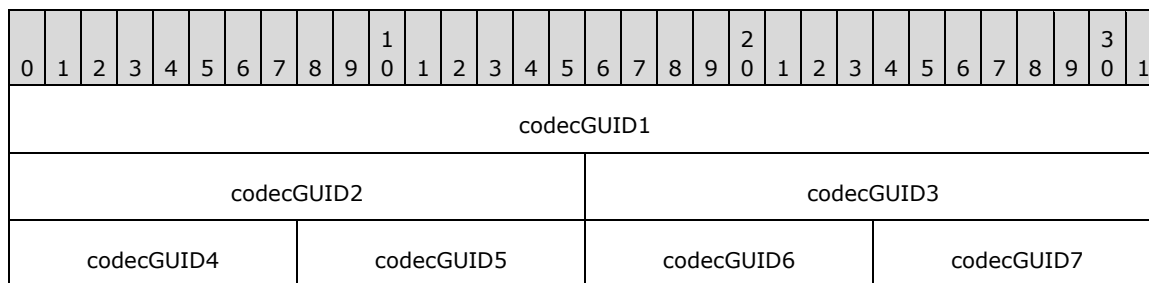 1 2 3
0 1 2 3 4 5 6 7 8 9 0 1 2 3 4 5 6 7 8 9 0 1 2 3 4 5 6 7 8 9 0 1
codecGUID1
codecGUID2 codecGUID3
codecGUID4 codecGUID5 codecGUID6 codecGUID7